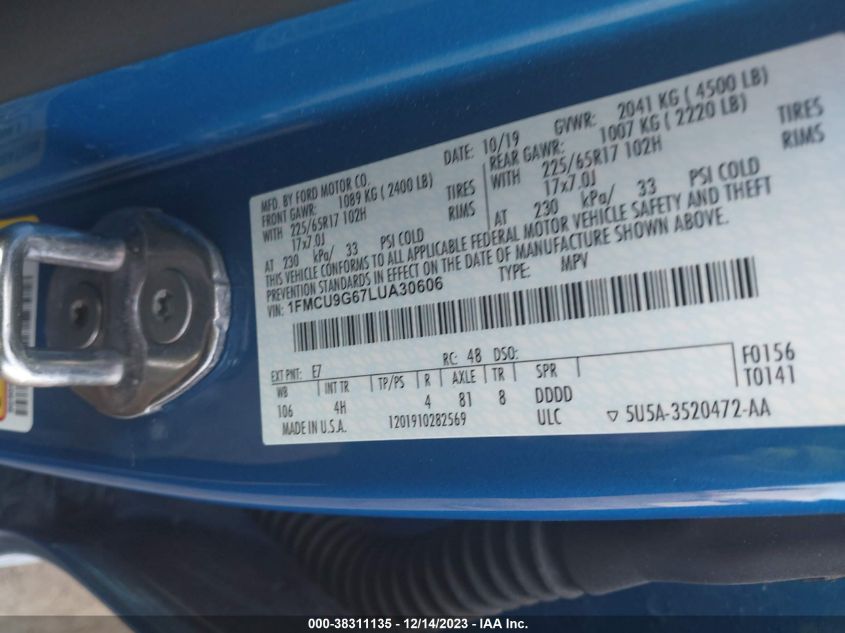 MFD. BY FORD MOTOR CO.
DATE: 10/19
GVWR: 2041 KG ( 4500 LB)
FRONT GAWR: 1089 KG ( 2400 LB)
REAR GAWR: 1007 KG ( 2220 LB)
WITH 225/65R17 102H TIRES
WITH 225/65R17 102H TIRES
17x7.0J RIMS
17x7.0J RIMS
AT 230 kPa/ 33 PSI COLD
AT 230 kPa/ 33 PSI COLD
THIS VEHICLE CONFORMS TO ALL APPLICABLE FEDERAL MOTOR VEHICLE SAFETY AND THEFT
PREVENTION STANDARDS IN EFFECT ON THE DATE OF MANUFACTURE SHOWN ABOVE.
VIN: 1FMCU9G67LUA30606
TYPE: MPV
EXT PNT: E7 RC: 48 DSO:
F0156
T0141
WB INT TR TP/PS R AXLE TR SPR
106 4H 4 81 8 DDDD
MADE IN U.S.A. 1201910282569 ULC
▽ 5U5A-3520472-AA
000-38311135 - 12/14/2023 - IAA Inc.